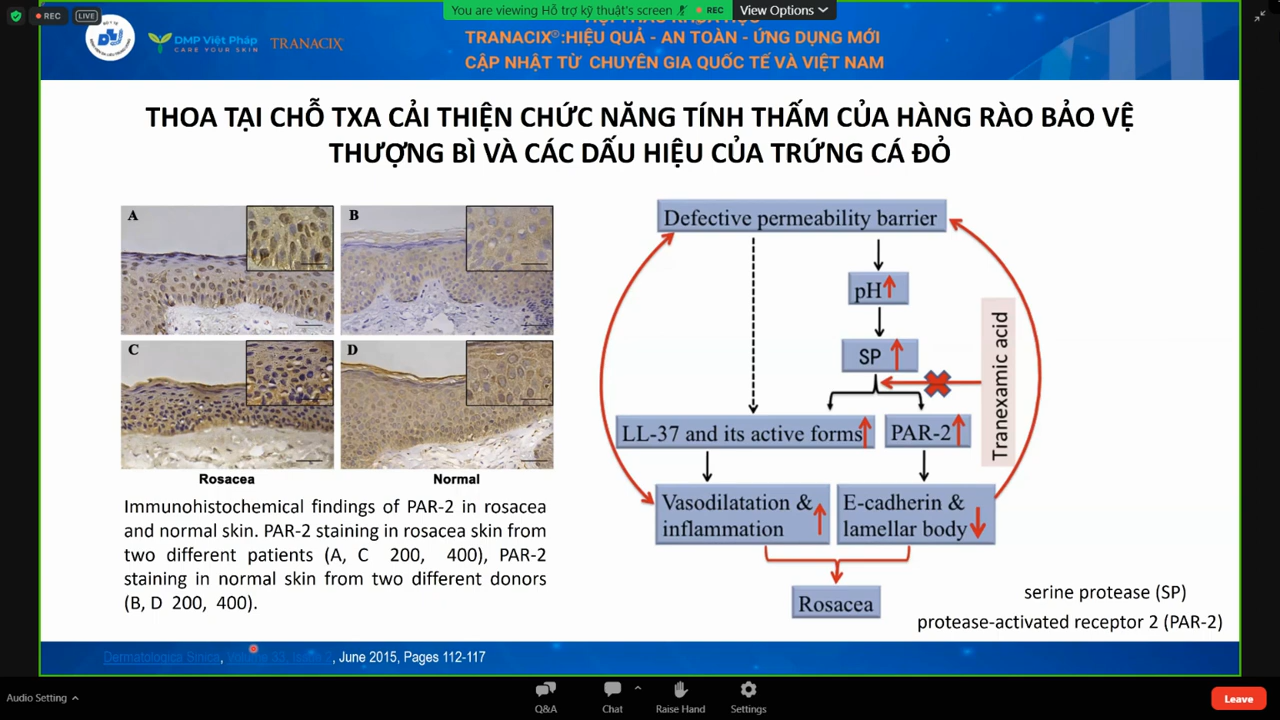 REC
LIVE
You are viewing Hỗ trợ kỹ thuật's screen
REC
View Options
DMP Việt Pháp
CARE YOUR SKIN
TRANACIX
HỘI THẢO KHOA HỌC
TRANACIX®:HIỆU QUẢ - AN TOÀN - ỨNG DỤNG MỚI
CẬP NHẬT TỪ CHUYÊN GIA QUỐC TẾ VÀ VIỆT NAM
THOA TẠI CHỖ TXA CẢI THIỆN CHỨC NĂNG TÍNH THẤM CỦA HÀNG RÀO BẢO VỆ
THƯỢNG BÌ VÀ CÁC DẤU HIỆU CỦA TRỨNG CÁ ĐỎ
A
B
C
D
Rosacea
Normal
Immunohistochemical findings of PAR-2 in rosacea
and normal skin. PAR-2 staining in rosacea skin from
two different patients (A, C 200, 400), PAR-2
staining in normal skin from two different donors
(B, D 200, 400).
Defective permeability barrier
pH
SP
Tranexamic acid
LL-37 and its active forms
PAR-2
Vasodilatation &
inflammation
E-cadherin &
lamellar body
Rosacea
serine protease (SP)
protease-activated receptor 2 (PAR-2)
Dermatologica Sinica, Volume 33, Issue 2, June 2015, Pages 112-117
Audio Setting
Q&A
Chat
Raise Hand
Settings
Leave